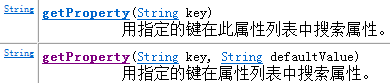 String getProperty(String key)
用指定的键在此属性列表中搜索属性。
String getProperty(String key, String defaultValue)
用指定的键在属性列表中搜索属性。